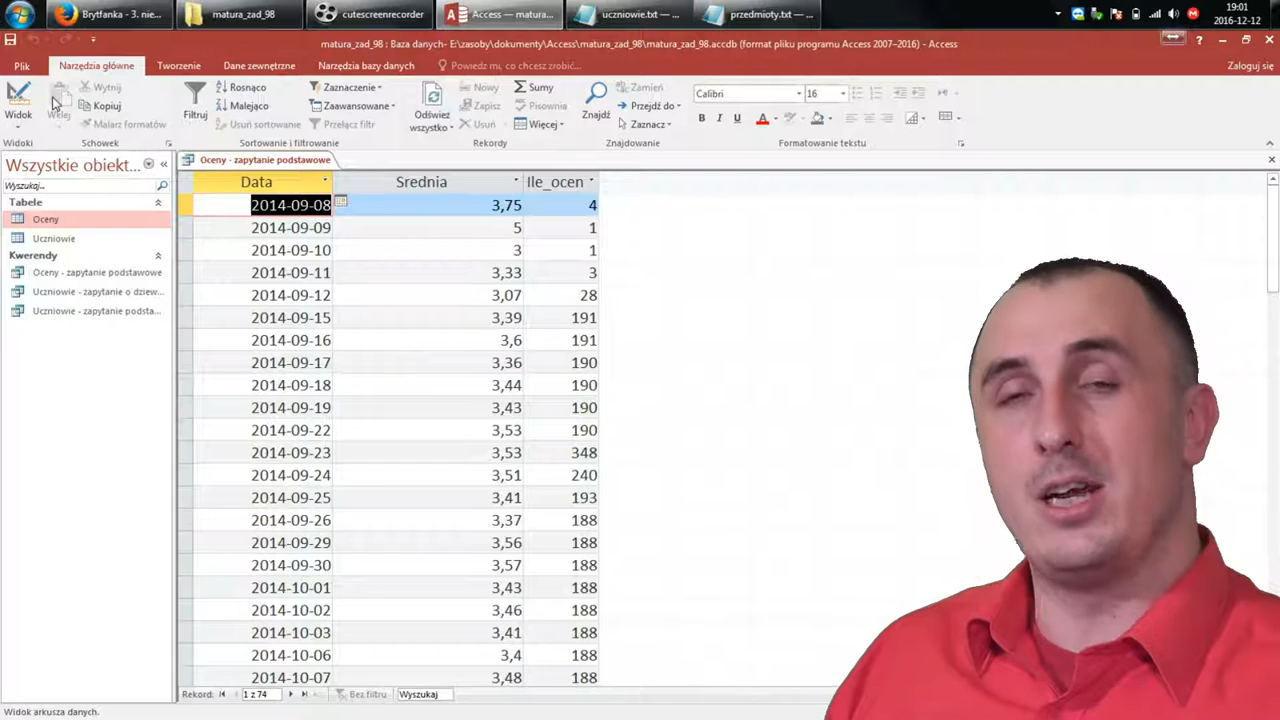 Brytfanka - 3. nie...
matura_zad_98
cutescreenrecorder
Access — matura...
uczniowie.txt — ...
przedmioty.txt — ...
19:01
2016-12-12
matura_zad_98 : Baza danych- E:\zasoby\dokumenty\Access\matura_zad_98\matura_zad_98.accdb (format pliku programu Access 2007–2016) - Access
Plik
Narzędzia główne
Tworzenie
Dane zewnętrzne
Narzędzia bazy danych
Powiedz mi, co chcesz zrobić...
Zaloguj się
Widok
Wklej
Wytnij
Kopiuj
Malarz formatów
Filtruj
Rosnąco
Malejąco
Usuń sortowanie
Zaznaczenie
Zaawansowane
Przełącz filtr
Odśwież wszystko
Nowy
Zapisz
Usuń
Sumy
Pisownia
Więcej
Znajdź
Zamień
Przejdź do
Zaznacz
Calibri
16
B I U
A
Widoki
Schowek
Sortowanie i filtrowanie
Rekordy
Znajdowanie
Formatowanie tekstu
Wszystkie obiekt...
Wyszukaj...
Tabele
Oceny
Uczniowie
Kwerendy
Oceny - zapytanie podstawowe
Uczniowie - zapytanie o dziew...
Uczniowie - zapytanie podsta...
Oceny - zapytanie podstawowe
Data Srednia Ile_ocen
2014-09-08 3,75 4
2014-09-09 5 1
2014-09-10 3 1
2014-09-11 3,33 3
2014-09-12 3,07 28
2014-09-15 3,39 191
2014-09-16 3,6 191
2014-09-17 3,36 190
2014-09-18 3,44 190
2014-09-19 3,43 190
2014-09-22 3,53 190
2014-09-23 3,53 348
2014-09-24 3,51 240
2014-09-25 3,41 193
2014-09-26 3,37 188
2014-09-29 3,56 188
2014-09-30 3,57 188
2014-10-01 3,43 188
2014-10-02 3,46 188
2014-10-03 3,41 188
2014-10-06 3,4 188
2014-10-07 3,48 188
Rekord: 1 z 74 Bez filtru Wyszukaj
Widok arkusza danych.